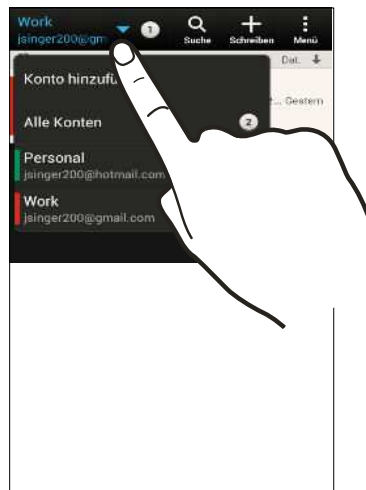 Work
jsinger200@gm
1
Suche
Schreiben
Menü
Dat.
Konto hinzufü
Gestern
Alle Konten
2
Personal
jsinger200@hotmail.com
Work
jsinger200@gmail.com